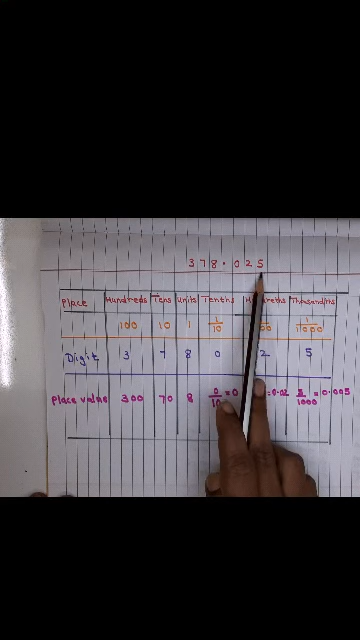 378.025
Place Hundreds Tens Units Tenths Thousandths
100 10 1 1/10 1/1000
Digit 3 7 8 0 2 5
Place value 300 70 8 0/10 = 0 = 0.02 5/1000 = 0.005